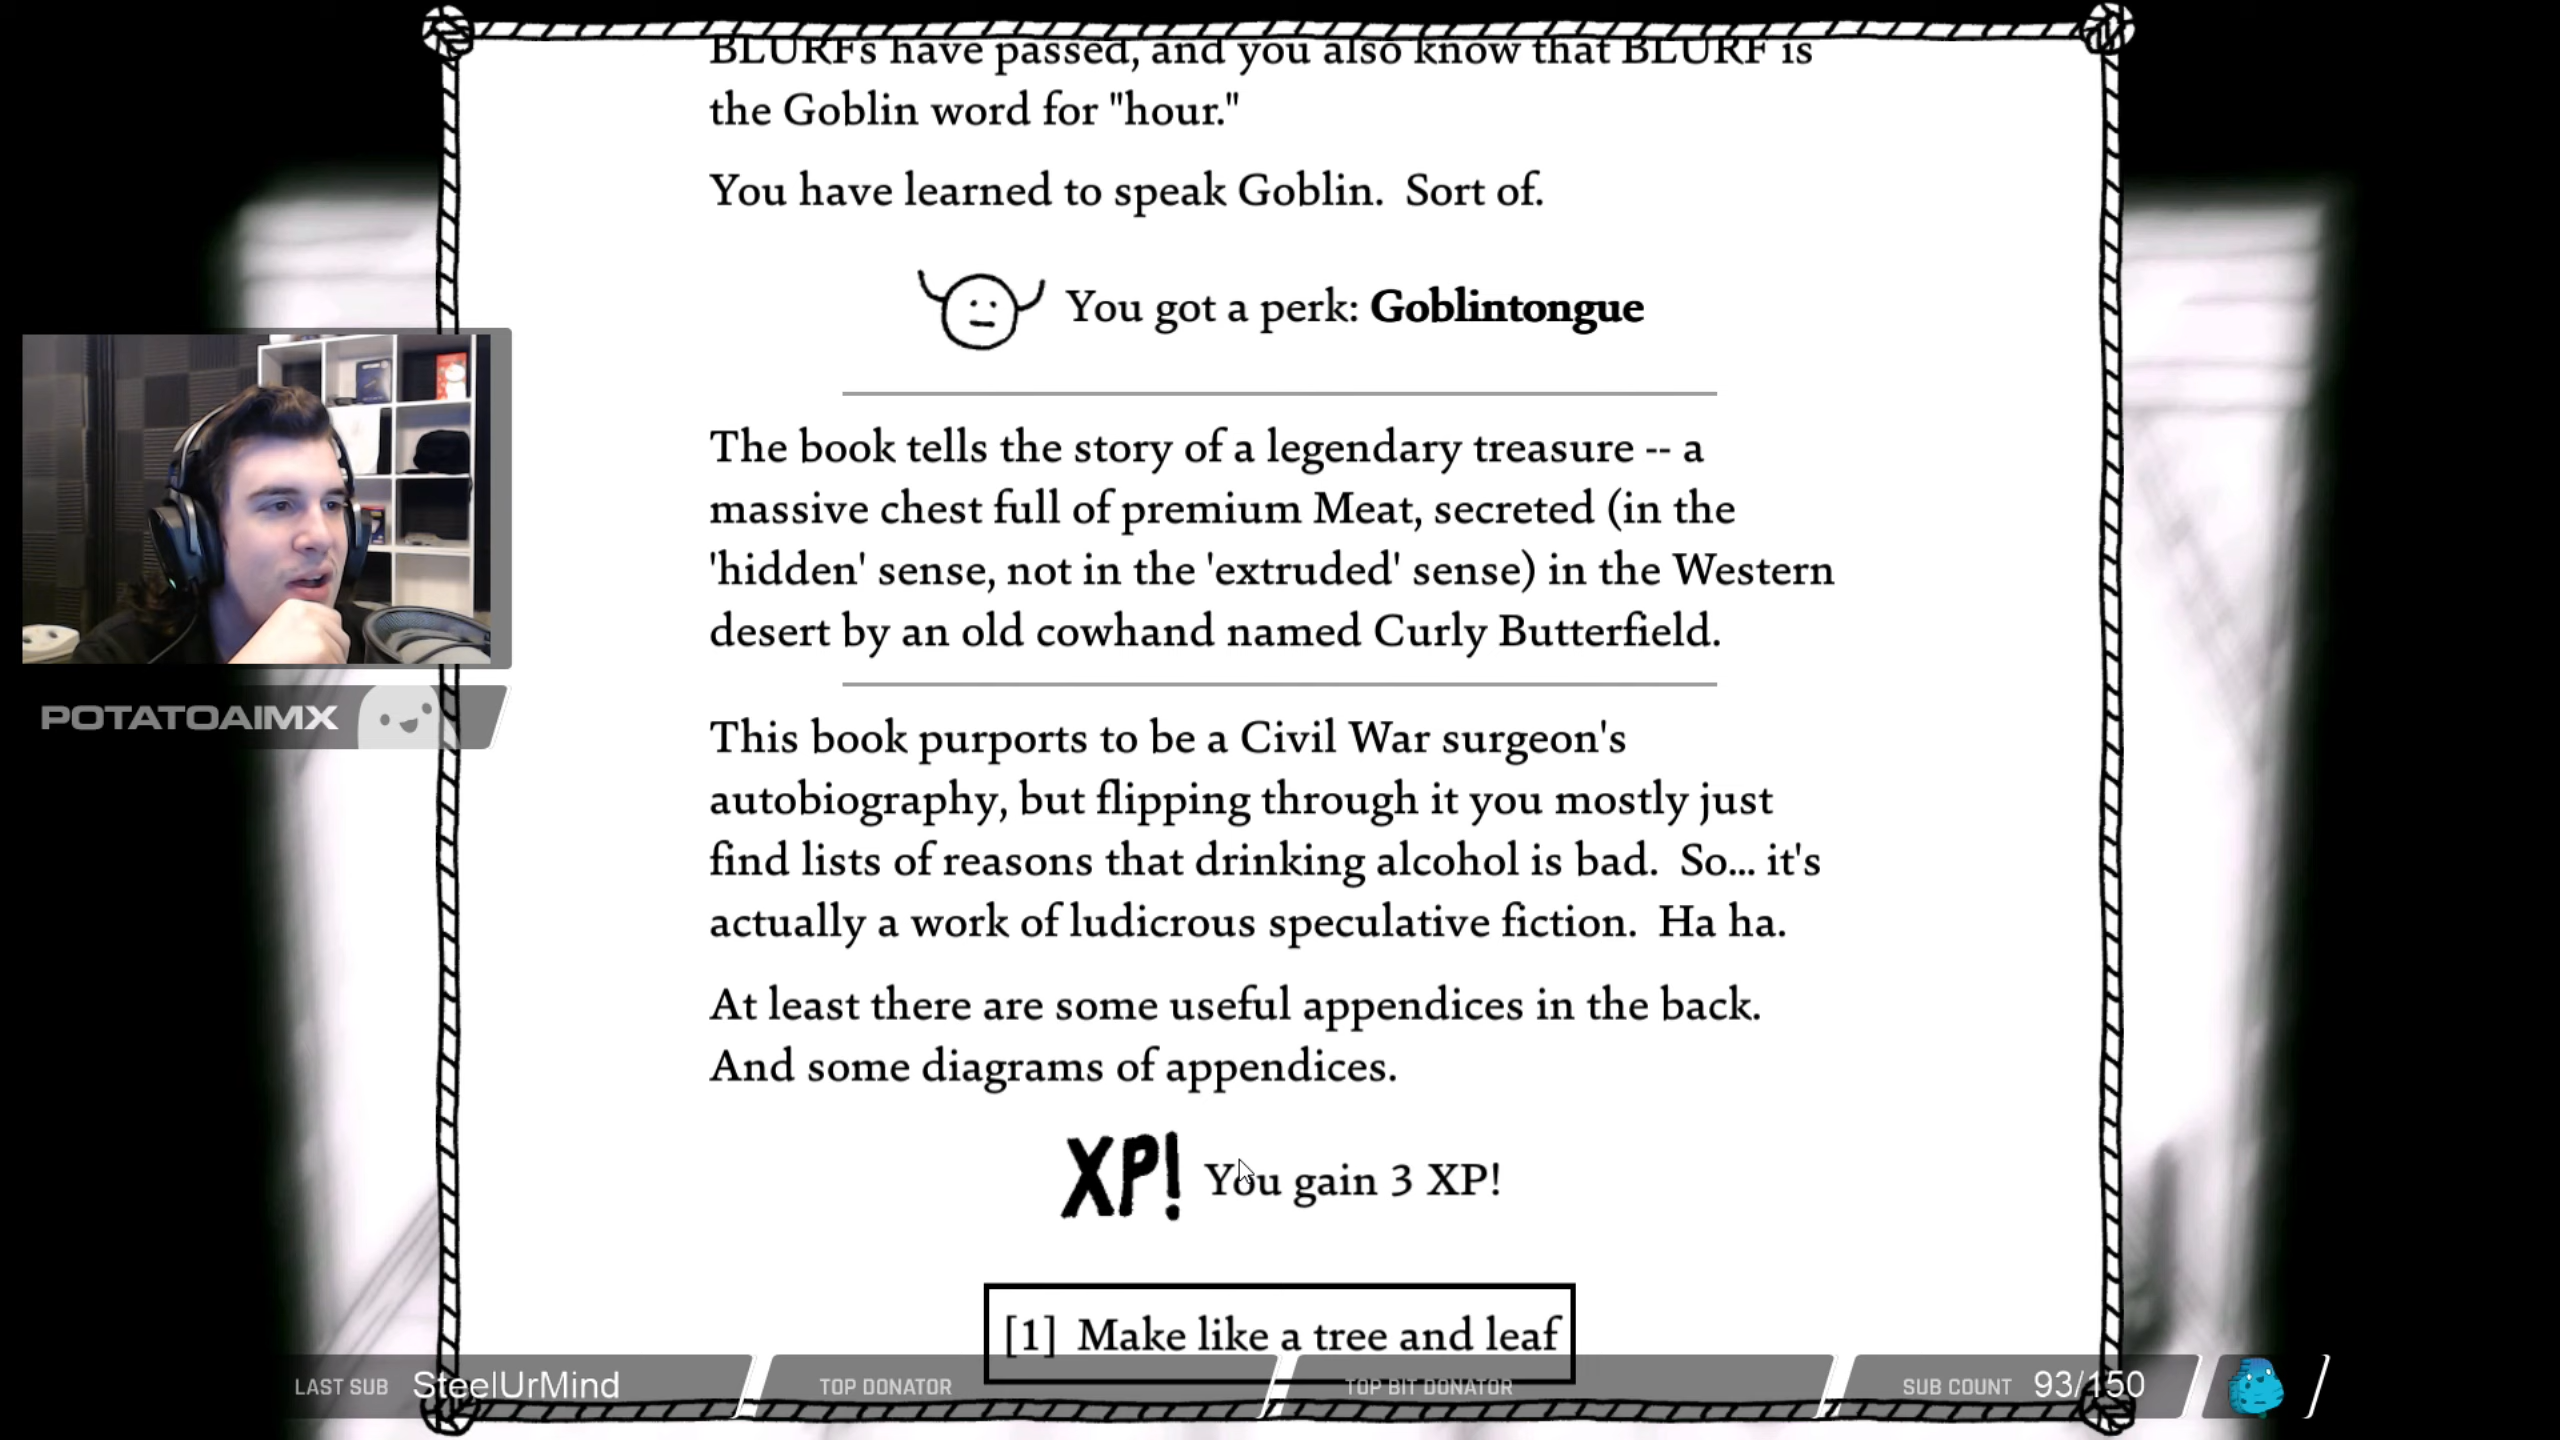 BLURFs have passed, and you also know that BLURF is
the Goblin word for "hour."
You have learned to speak Goblin.  Sort of.
You got a perk: Goblintongue
The book tells the story of a legendary treasure -- a
massive chest full of premium Meat, secreted (in the
'hidden' sense, not in the 'extruded' sense) in the Western
desert by an old cowhand named Curly Butterfield.
POTATOAIMX
This book purports to be a Civil War surgeon's
autobiography, but flipping through it you mostly just
find lists of reasons that drinking alcohol is bad.  So... it's
actually a work of ludicrous speculative fiction.  Ha ha.
At least there are some useful appendices in the back.
And some diagrams of appendices.
XP! You gain 3 XP!
[1] Make like a tree and leaf
LAST SUB SteelUrMind TOP DONATOR TOP BIT DONATOR SUB COUNT 93/150